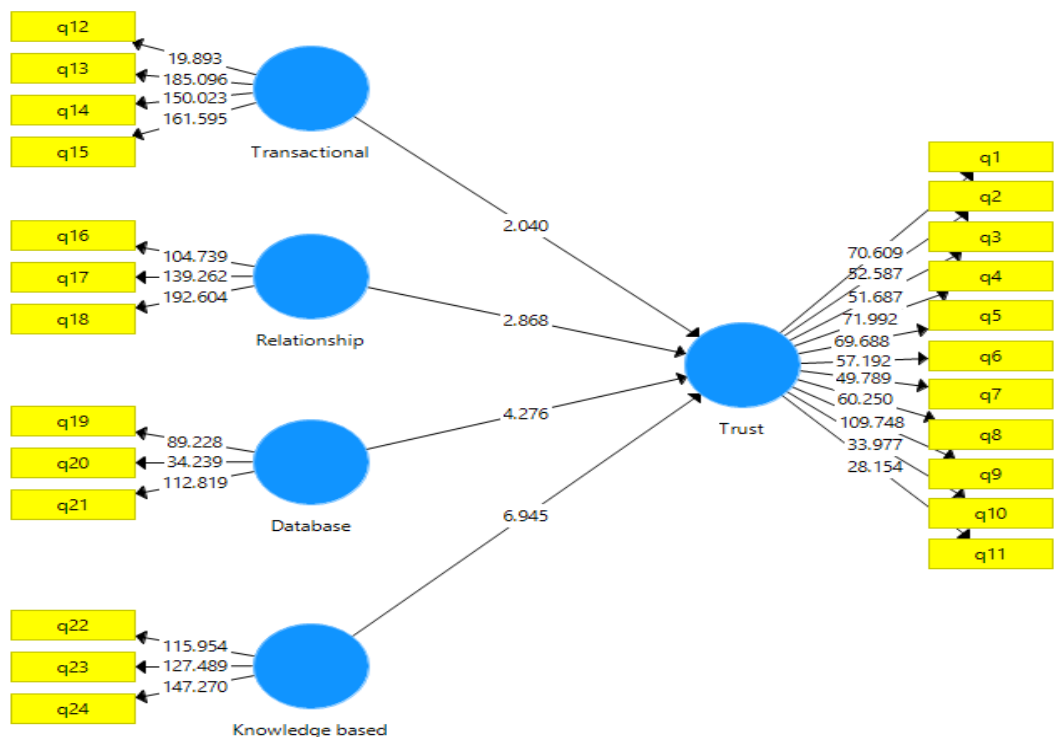 q12
q13
q14
q15
19.893
185.096
150.023
161.595
Transactional
q16
q17
q18
104.739
139.262
192.604
Relationship
q19
q20
q21
89.228
34.239
112.819
Database
q22
q23
q24
115.954
127.489
147.270
Knowledge based
2.040
2.868
4.276
6.945
Trust
70.609
52.587
51.687
71.992
69.688
57.192
49.789
60.250
109.748
33.977
28.154
q1
q2
q3
q4
q5
q6
q7
q8
q9
q10
q11